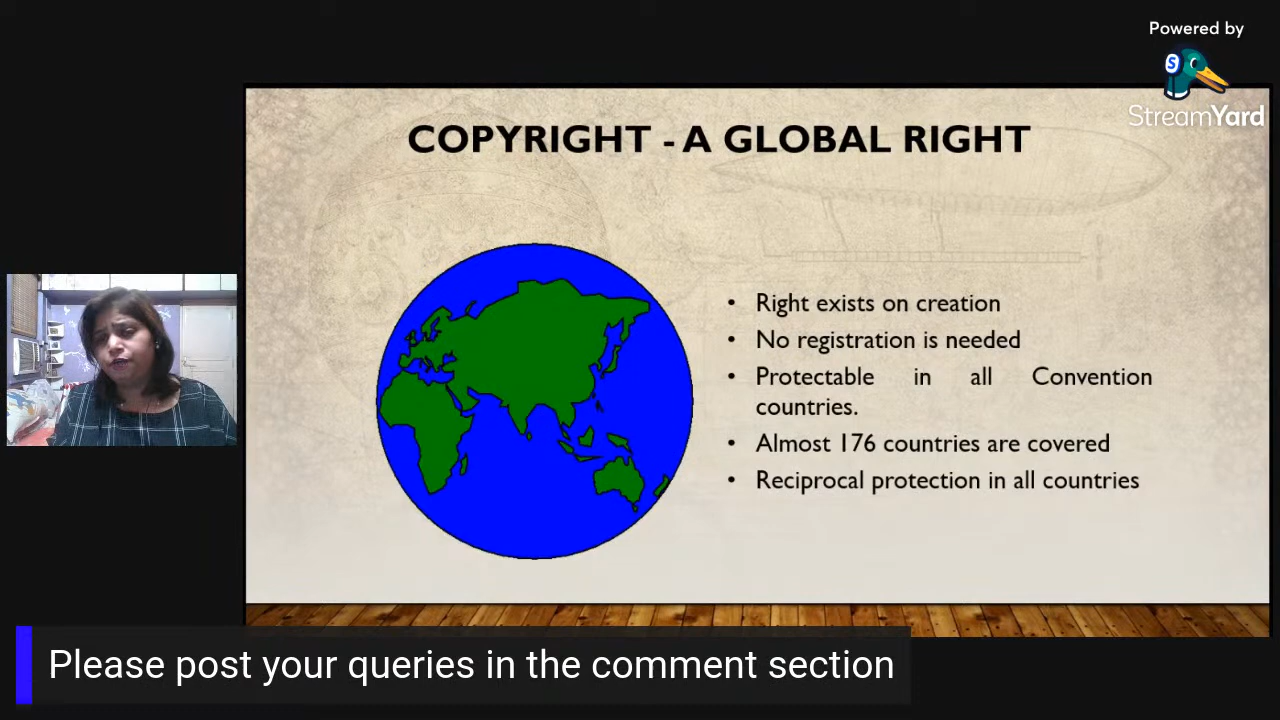 Powered by
S
StreamYard
COPYRIGHT - A GLOBAL RIGHT
• Right exists on creation
• No registration is needed
• Protectable in all Convention
countries.
• Almost 176 countries are covered
• Reciprocal protection in all countries
Please post your queries in the comment section